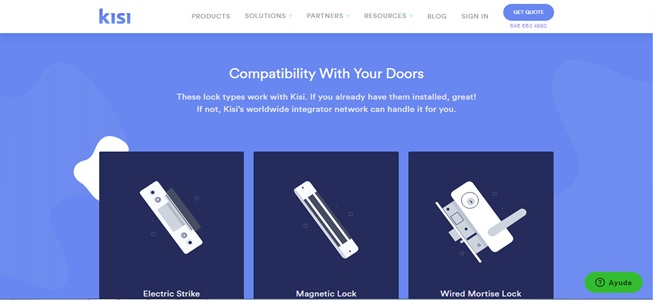 kisi
PRODUCTS SOLUTIONS PARTNERS RESOURCES BLOG SIGN IN GET QUOTE
646 663 4880
Compatibility With Your Doors
These lock types work with Kisi. If you already have them installed, great!
If not, Kisi's worldwide integrator network can handle it for you.
Electric Strike Magnetic Lock Wired Mortise Lock
Ayuda